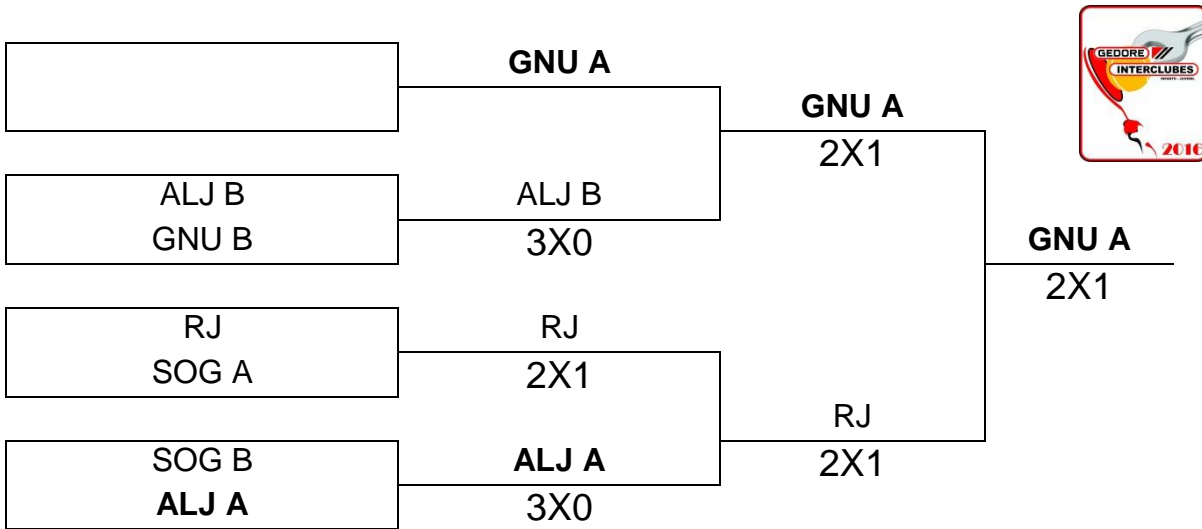 GNU A
GEDORE
INTERCLUBES
2016
GNU A
2X1
ALJ B
GNU B
ALJ B
3X0
GNU A
2X1
RJ
SOG A
RJ
2X1
RJ
2X1
SOG B
ALJ A
ALJ A
3X0